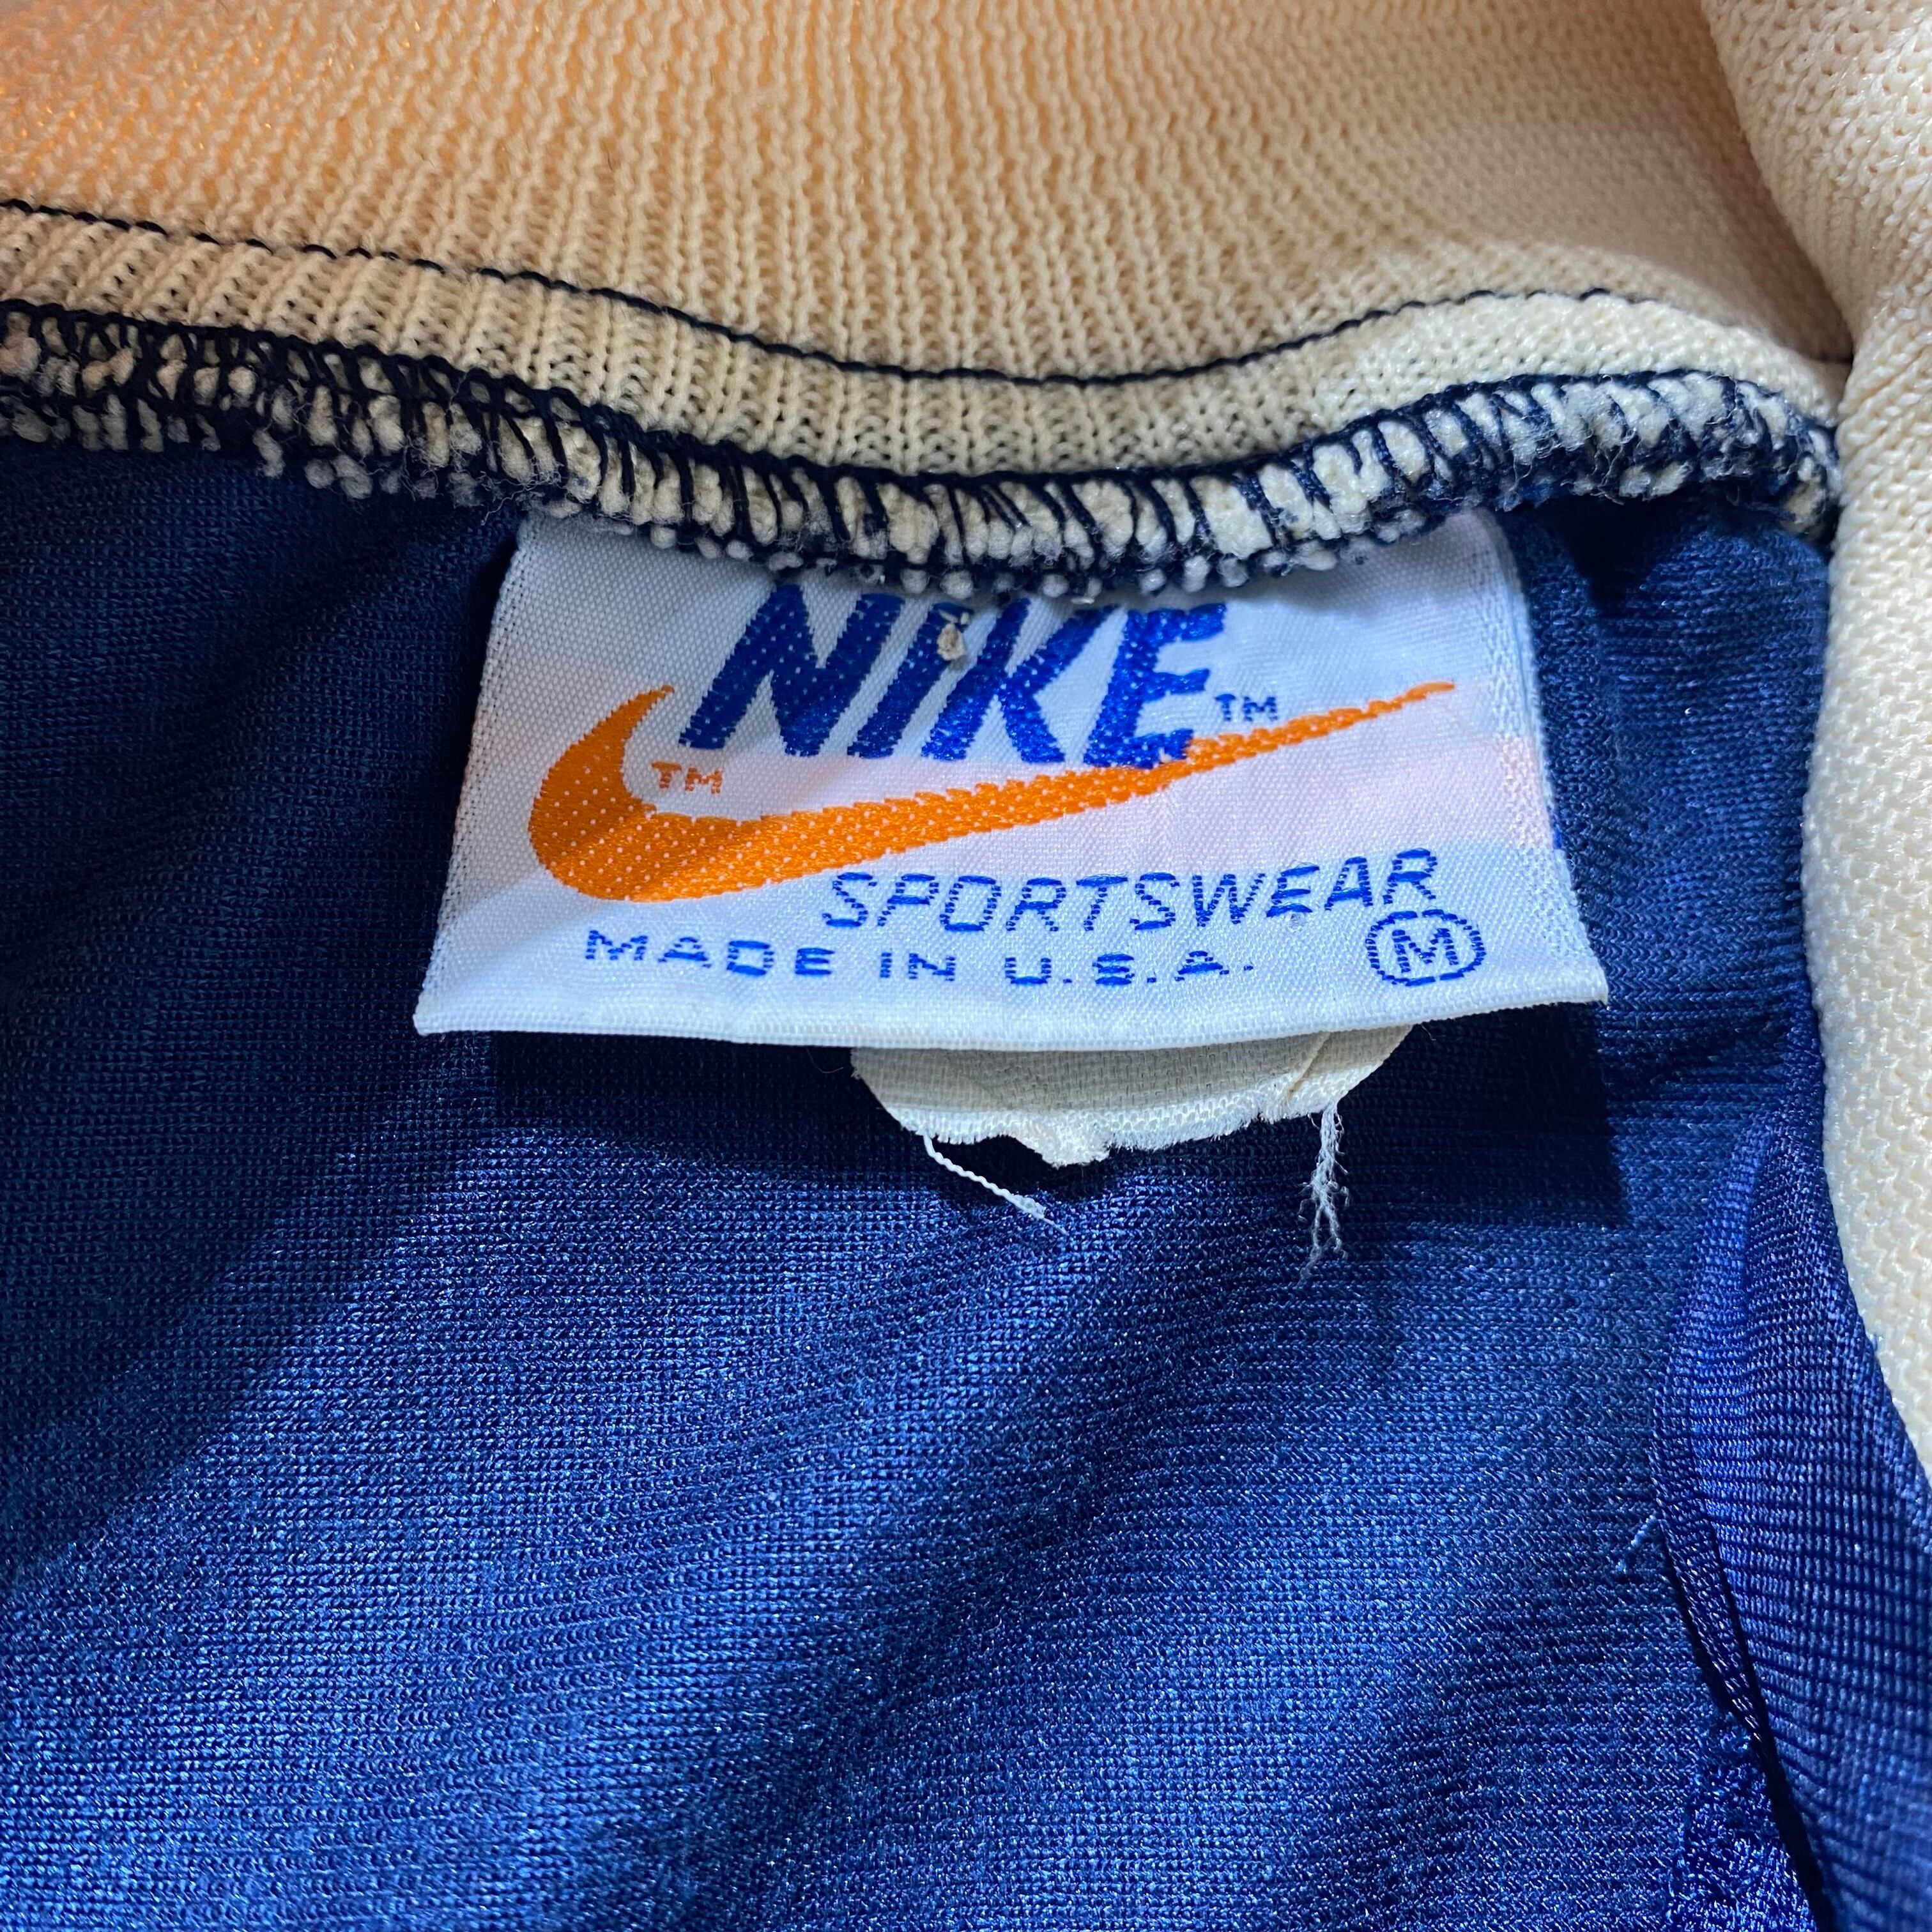 NIKE™
™
SPORTSWEAR
MADE IN U.S.A. M